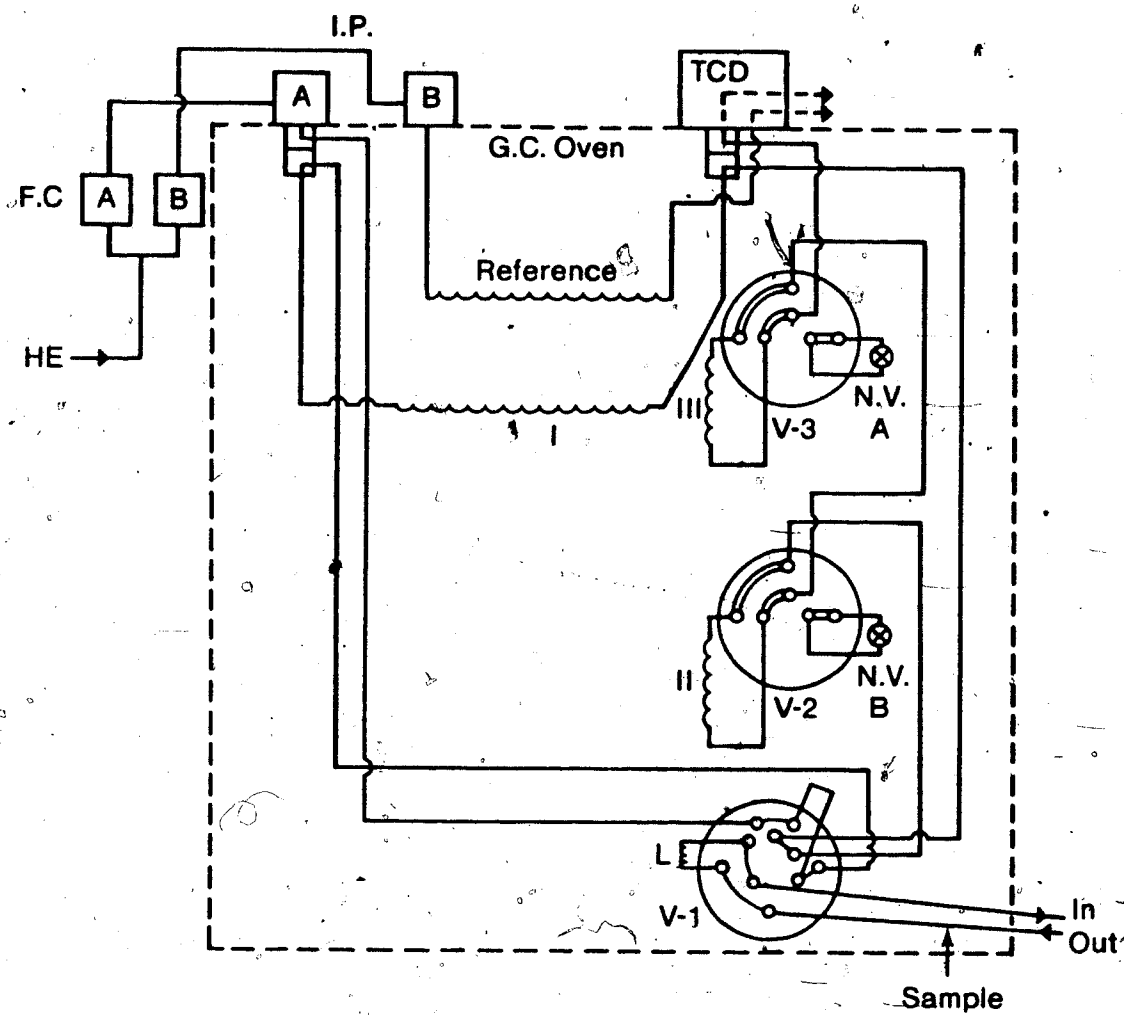 I.P.
A
B
TCD
G.C. Oven
F.C
A
B
Reference
HE
III
N.V.
A
V-3
I
II
N.V.
B
V-2
L
V-1
In
Out
Sample